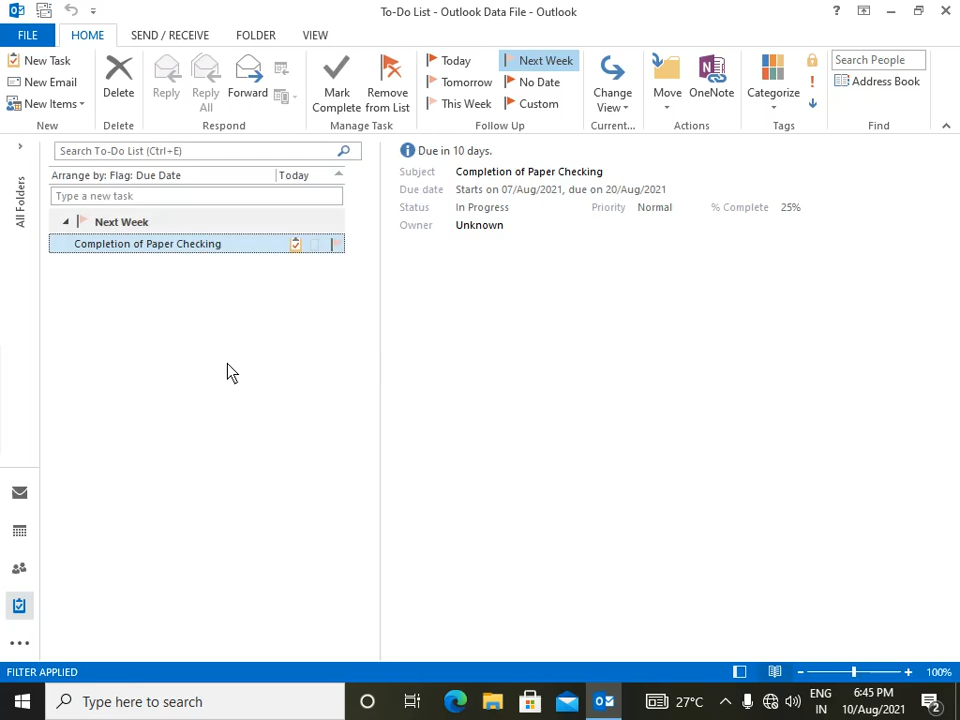 To-Do List - Outlook Data File - Outlook
?
FILE HOME SEND / RECEIVE FOLDER VIEW
New Task
New Email
New Items
New
Delete
Delete
Reply
Reply All
Forward
Respond
Mark Complete
Remove from List
Manage Task
Today
Tomorrow
This Week
Next Week
No Date
Custom
Follow Up
Change View
Current...
Move
OneNote
Actions
Categorize
Tags
Search People
Address Book
Find
All Folders
Search To-Do List (Ctrl+E)
Arrange by: Flag: Due Date Today
Type a new task
Next Week
Completion of Paper Checking
Due in 10 days.
Subject Completion of Paper Checking
Due date Starts on 07/Aug/2021, due on 20/Aug/2021
Status In Progress Priority Normal % Complete 25%
Owner Unknown
FILTER APPLIED
100%
Type here to search
27°C
ENG
IN
6:45 PM
10/Aug/2021
2